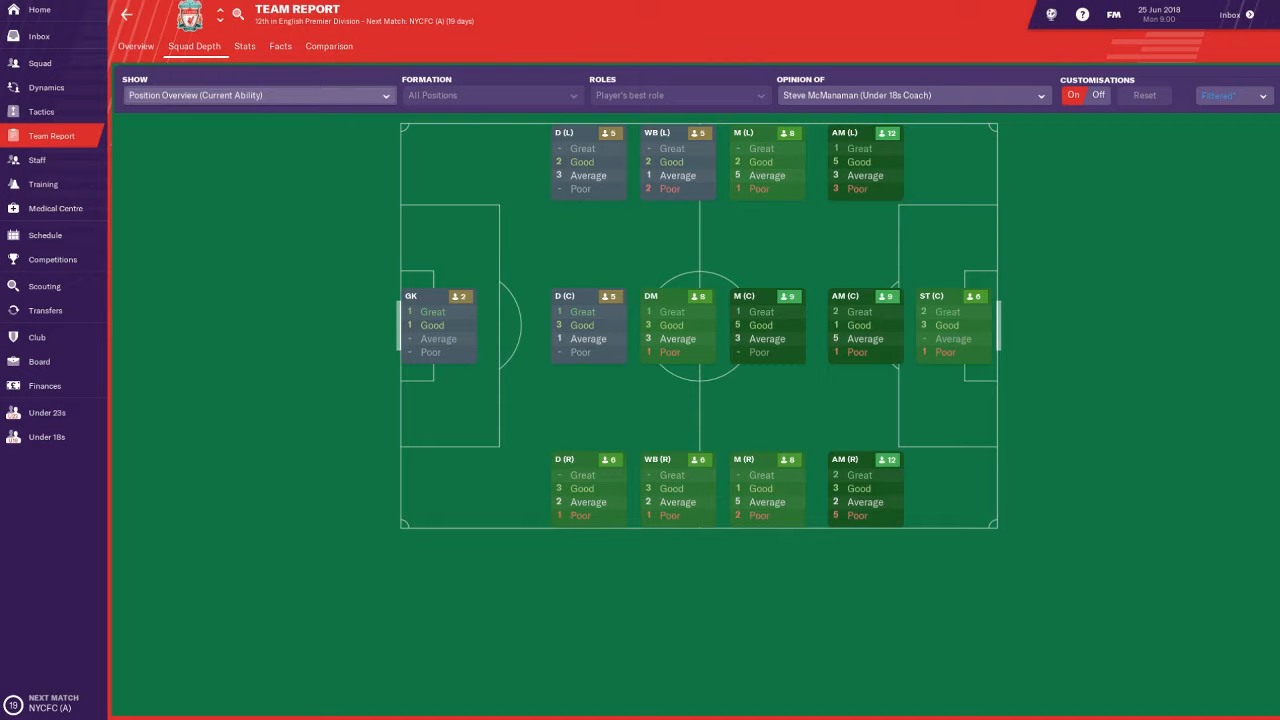 Home
Inbox
Squad
Dynamics
Tactics
Team Report
Staff
Training
Medical Centre
Schedule
Competitions
Scouting
Transfers
Club
Board
Finances
Under 23s
Under 18s
19 NEXT MATCH
NYCFC (A)
TEAM REPORT
12th in English Premier Division - Next Match: NYCFC (A) (19 days)
FM
25 Jun 2018
Mon 9:00
Inbox
Overview Squad Depth Stats Facts Comparison
SHOW FORMATION ROLES OPINION OF CUSTOMISATIONS
Position Overview (Current Ability) All Positions Player's best role Steve McManaman (Under 18s Coach) On Off Reset Filtered*
D (L) 5
- Great
2 Good
3 Average
- Poor
WB (L) 5
- Great
2 Good
1 Average
2 Poor
M (L) 8
- Great
2 Good
5 Average
1 Poor
AM (L) 12
1 Great
5 Good
3 Average
3 Poor
GK 2
1 Great
1 Good
- Average
- Poor
D (C) 5
1 Great
3 Good
1 Average
- Poor
DM 8
1 Great
3 Good
3 Average
1 Poor
M (C) 9
1 Great
5 Good
3 Average
- Poor
AM (C) 9
2 Great
1 Good
5 Average
1 Poor
ST (C) 6
2 Great
3 Good
- Average
1 Poor
D (R) 6
- Great
3 Good
2 Average
1 Poor
WB (R) 6
- Great
3 Good
2 Average
1 Poor
M (R) 8
- Great
1 Good
5 Average
2 Poor
AM (R) 12
2 Great
3 Good
2 Average
5 Poor